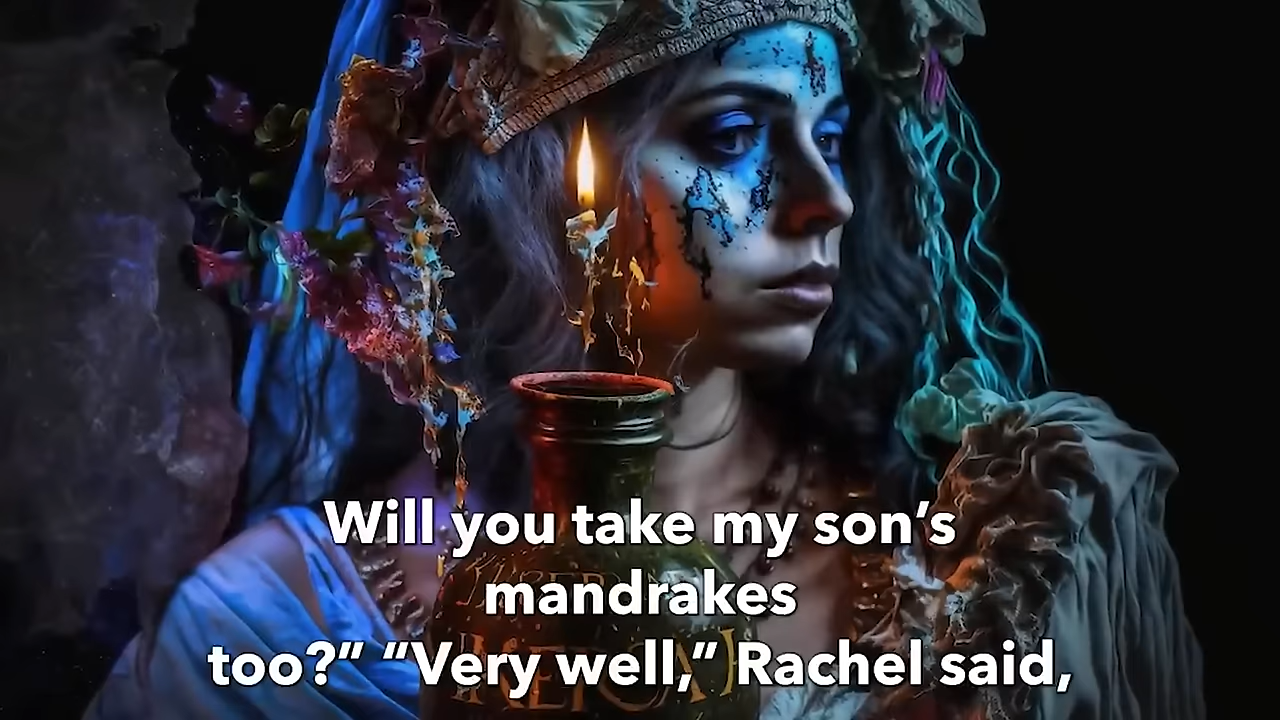 Will you take my son’s
mandrakes
too?” “Very well,” Rachel said,